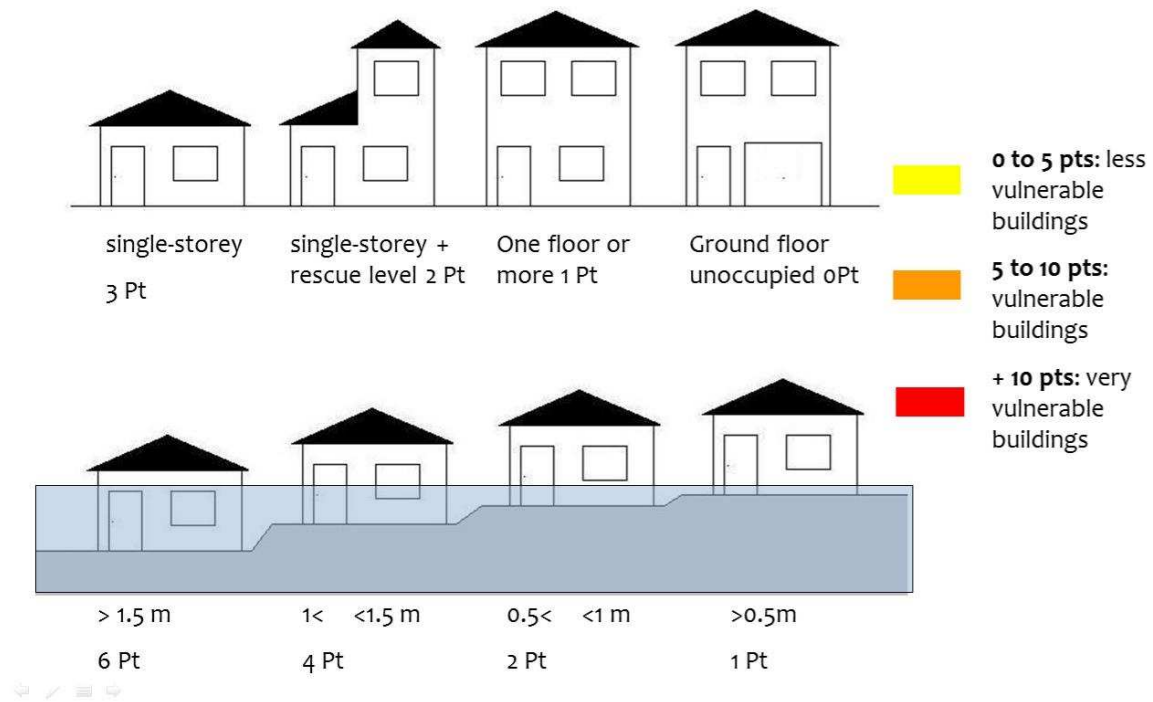 single-storey
3 Pt
single-storey +
rescue level 2 Pt
One floor or
more 1 Pt
Ground floor
unoccupied 0Pt
0 to 5 pts: less
vulnerable
buildings
5 to 10 pts:
vulnerable
buildings
+ 10 pts: very
vulnerable
buildings
> 1.5 m
6 Pt
1< <1.5 m
4 Pt
0.5< <1 m
2 Pt
>0.5m
1 Pt